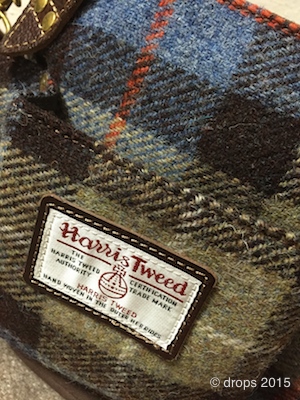 Harris Tweed
THE
HARRIS TWEED CERTIFICATION
AUTHORITY TRADE MARK
HARRIS TWEED
HAND WOVEN IN THE OUTER HEBRIDES
© drops 2015